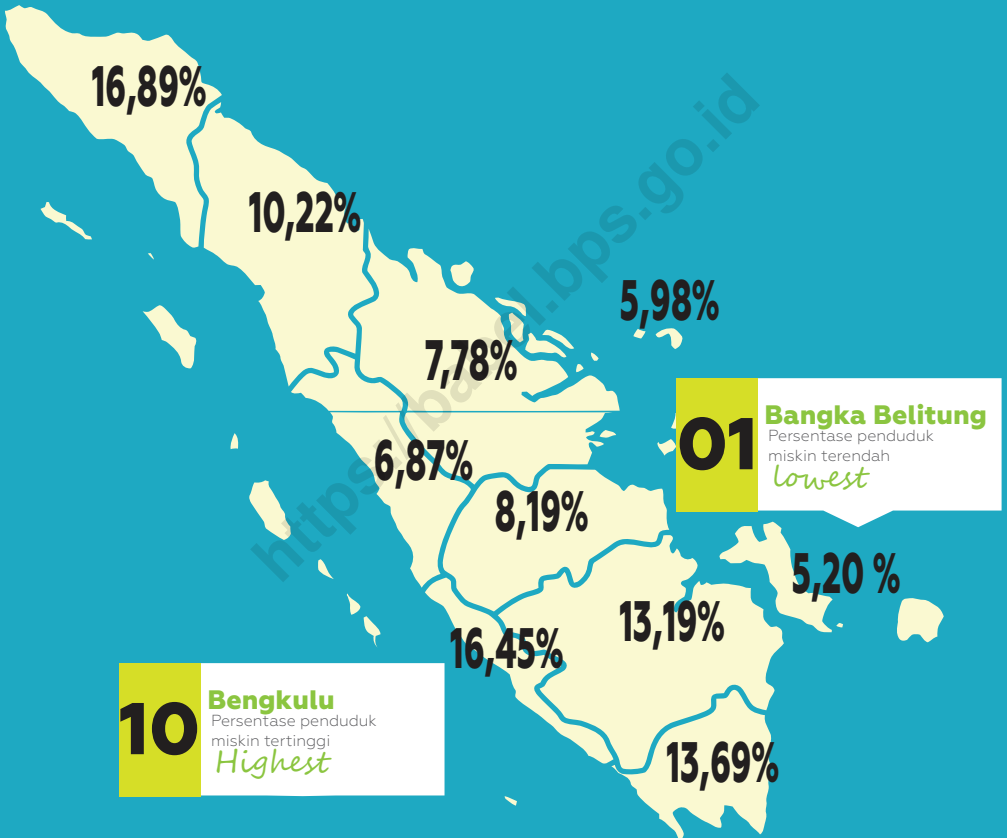 16,89%
10,22%
5,98%
7,78%
01
Bangka Belitung
Persentase penduduk
miskin terendah
lowest
6,87%
8,19%
5,20 %
13,19%
16,45%
10
Bengkulu
Persentase penduduk
miskin tertinggi
Highest
13,69%
https://babel.bps.go.id